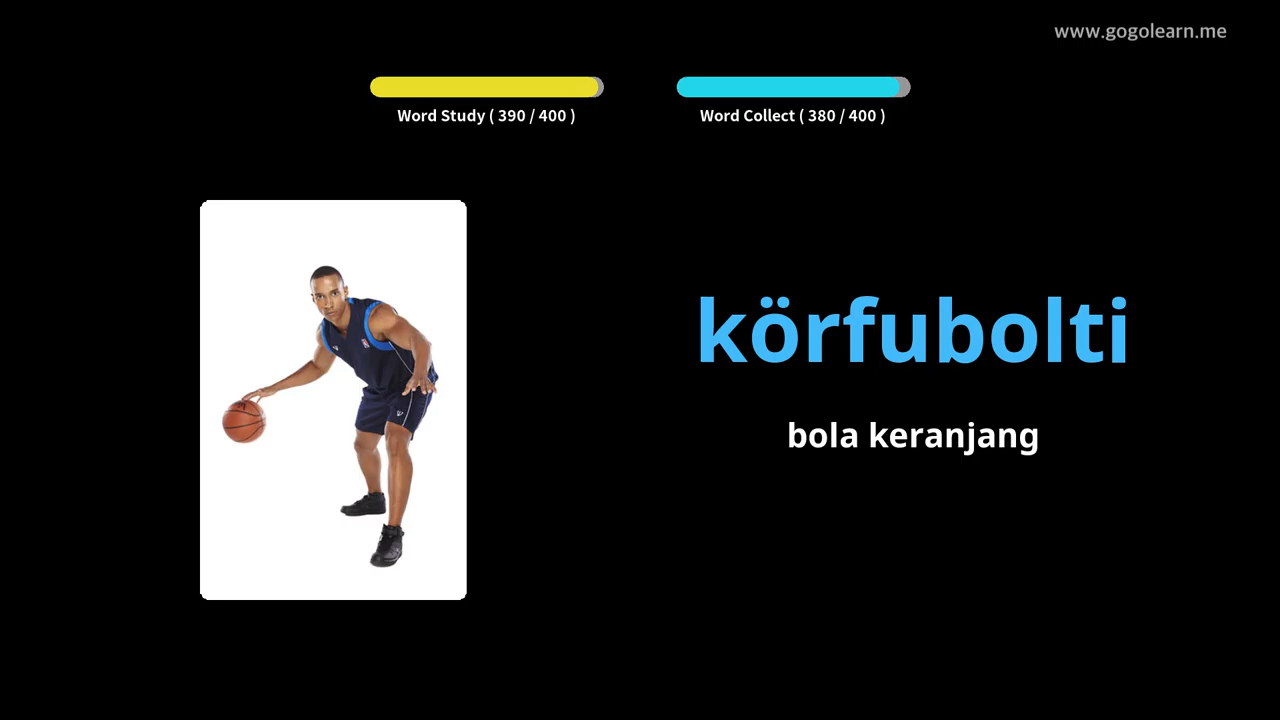 www.gogolearn.me
Word Study ( 390 / 400 )
Word Collect ( 380 / 400 )
körfubolti
bola keranjang